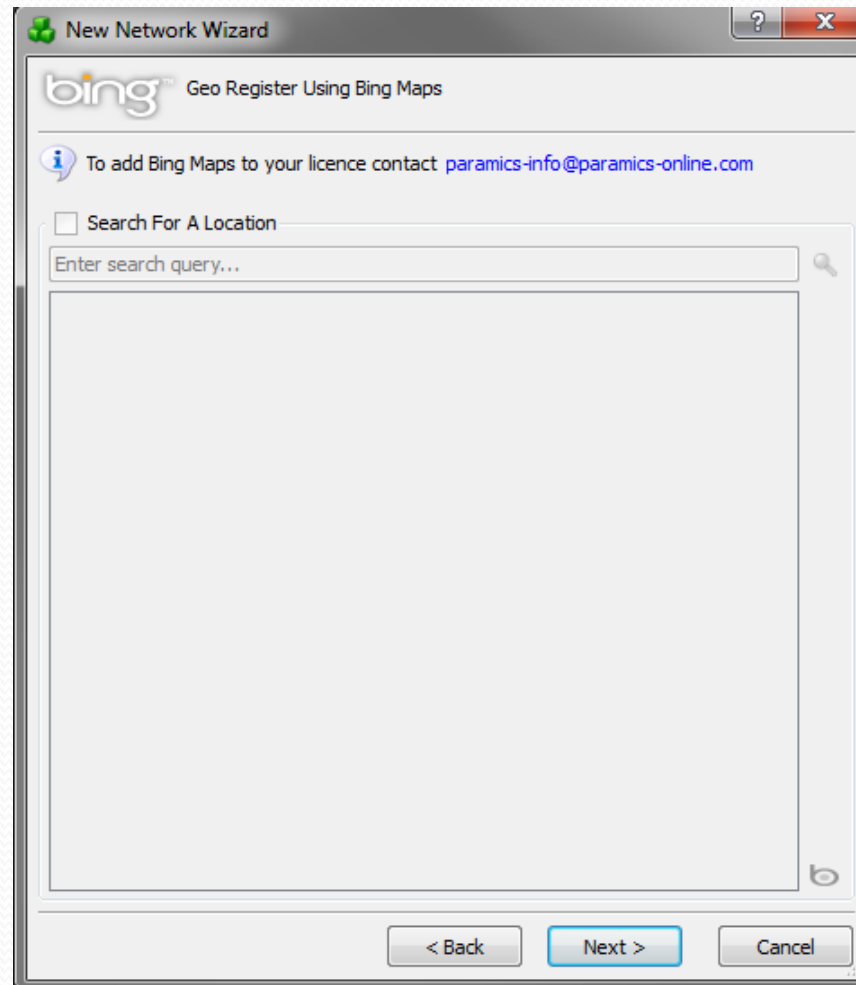 New Network Wizard
bing™ Geo Register Using Bing Maps
To add Bing Maps to your licence contact paramics-info@paramics-online.com
Search For A Location
Enter search query...
< Back Next > Cancel